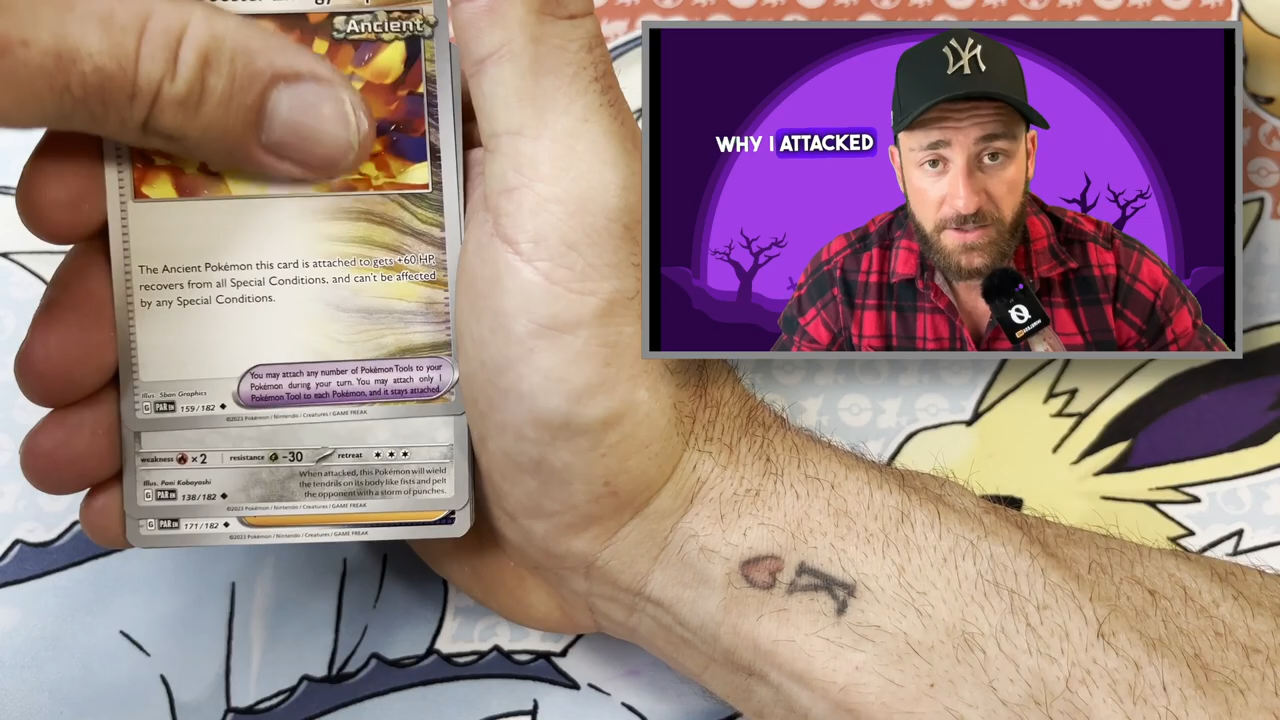 Ancient
The Ancient Pokémon this card is attached to gets +60 HP,
recovers from all Special Conditions, and can't be affected
by any Special Conditions.
You may attach any number of Pokémon Tools to your
Pokémon during your turn. You may attach only 1
Pokémon Tool to each Pokémon, and it stays attached.
Illus. 5ban Graphics
G PAR EN 159/182
©2023 Pokémon / Nintendo / Creatures / GAME FREAK
weakness ×2 resistance -30 retreat
When attacked, this Pokémon will wield
the tendrils on its body like fists and pelt
the opponent with a storm of punches.
Illus. Pani Kobayashi
G PAR EN 138/182
©2023 Pokémon / Nintendo / Creatures / GAME FREAK
G PAR EN 171/182
©2023 Pokémon / Nintendo / Creatures / GAME FREAK
WHY I ATTACKED
NY
K